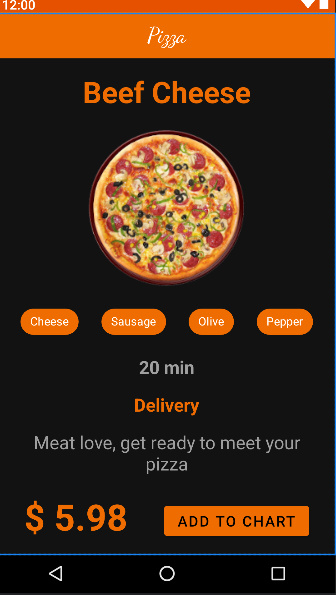 12:00
Pizza
Beef Cheese
Cheese
Sausage
Olive
Pepper
20 min
Delivery
Meat love, get ready to meet your
pizza
$ 5.98
ADD TO CHART